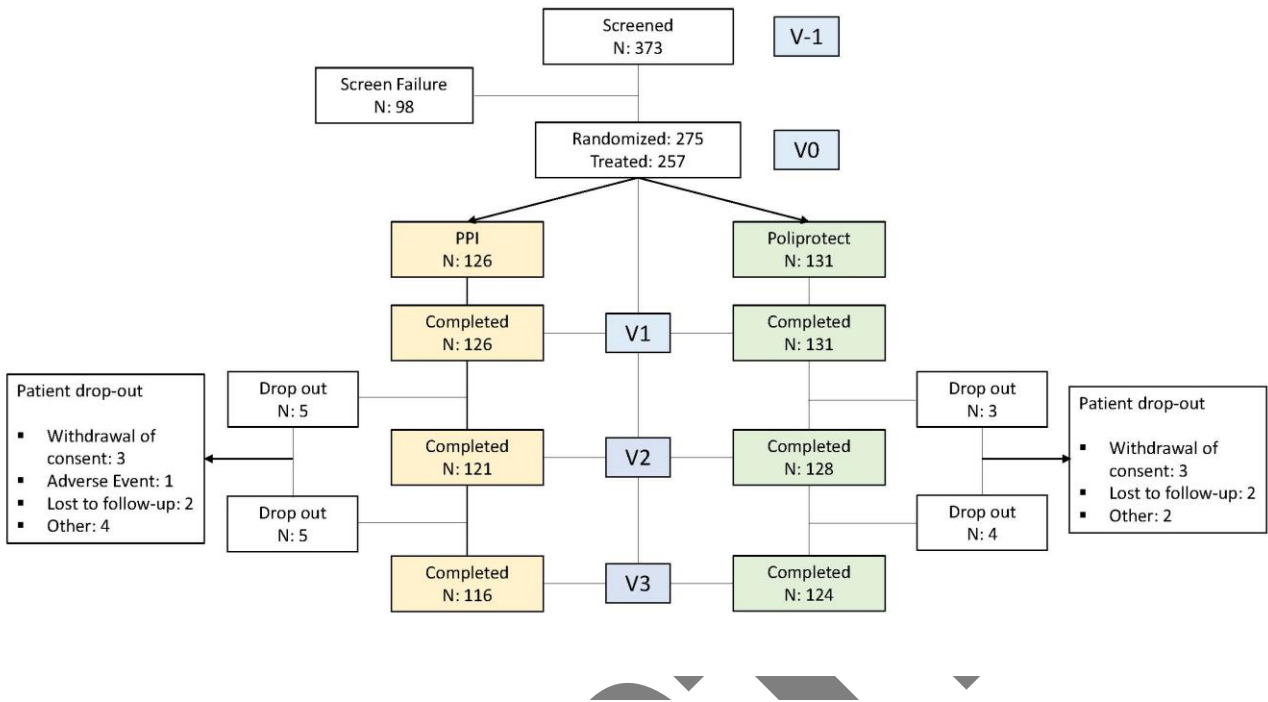 Screened
N: 373
V-1
Screen Failure
N: 98
Randomized: 275
Treated: 257
V0
PPI
N: 126
Poliprotect
N: 131
Completed
N: 126
V1
Completed
N: 131
Patient drop-out
▪ Withdrawal of
consent: 3
▪ Adverse Event: 1
▪ Lost to follow-up: 2
▪ Other: 4
Drop out
N: 5
Drop out
N: 3
Patient drop-out
▪ Withdrawal of
consent: 3
▪ Lost to follow-up: 2
▪ Other: 2
Completed
N: 121
V2
Completed
N: 128
Drop out
N: 5
Drop out
N: 4
Completed
N: 116
V3
Completed
N: 124